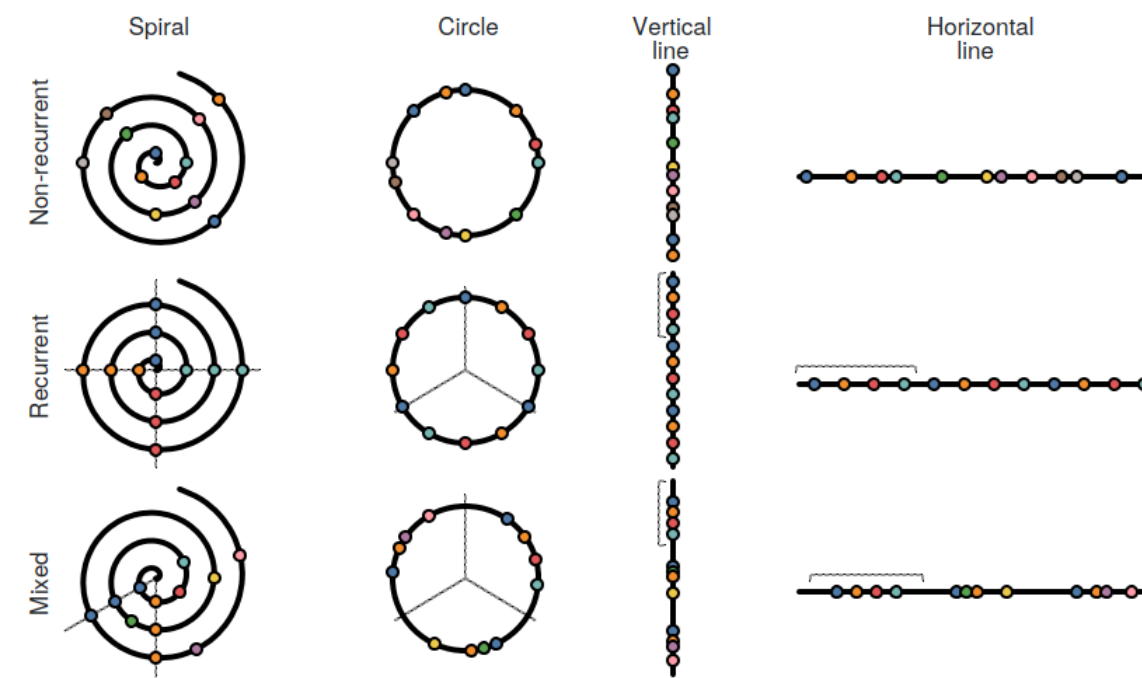 Spiral
Circle
Vertical
line
Horizontal
line
Non-recurrent
Recurrent
Mixed